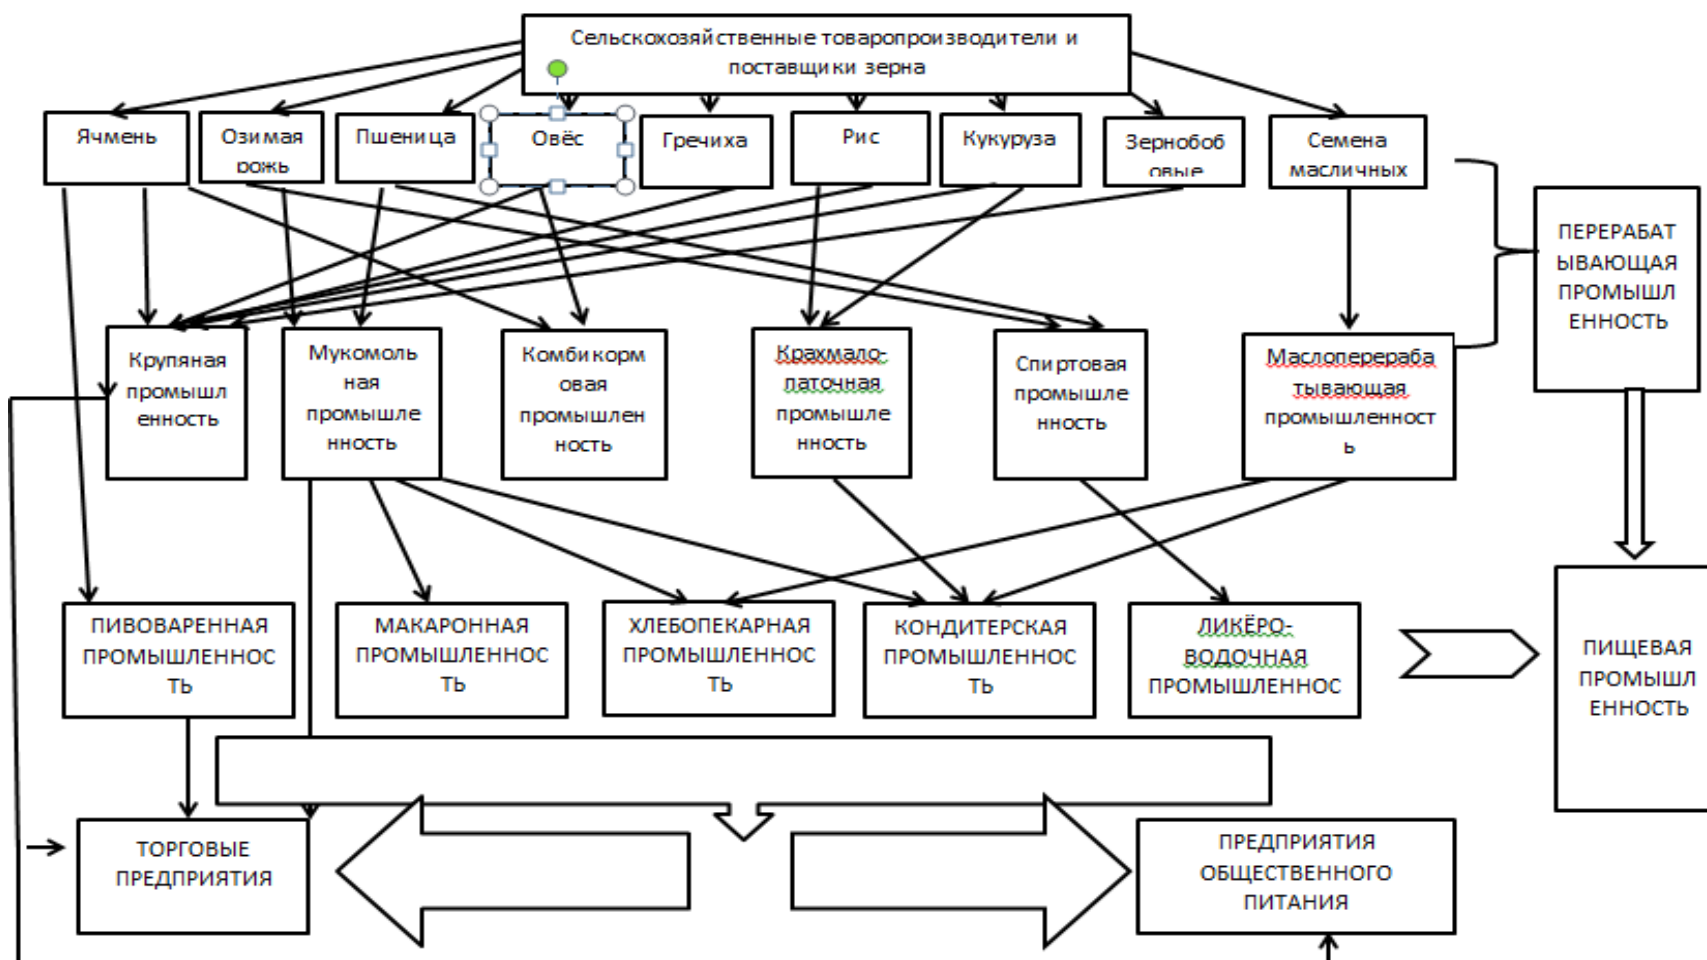 Сельскохозяйственные товаропроизводители и
поставщики зерна
Ячмень
Озимая
рожь
Пшеница
Овёс
Гречиха
Рис
Кукуруза
Зернобоб
овые
Семена
масличных
ПЕРЕРАБАТ
ЫВАЮЩАЯ
ПРОМЫШЛ
ЕННОСТЬ
Крупяная
промышл
енность
Мукомоль
ная
промышле
нность
Комбикорм
овая
промышлен
ность
Крахмало-
паточная
промышле
нность
Спиртовая
промышле
нность
Маслоперераба
тывающая
промышленност
ь
ПИВОВАРЕННАЯ
ПРОМЫШЛЕННОС
ТЬ
МАКАРОННАЯ
ПРОМЫШЛЕННОС
ТЬ
ХЛЕБОПЕКАРНАЯ
ПРОМЫШЛЕННОС
ТЬ
КОНДИТЕРСКАЯ
ПРОМЫШЛЕННОС
ТЬ
ЛИКЁРО-
ВОДОЧНАЯ
ПРОМЫШЛЕННОС
ПИЩЕВАЯ
ПРОМЫШЛ
ЕННОСТЬ
ТОРГОВЫЕ
ПРЕДПРИЯТИЯ
ПРЕДПРИЯТИЯ
ОБЩЕСТВЕННОГО
ПИТАНИЯ